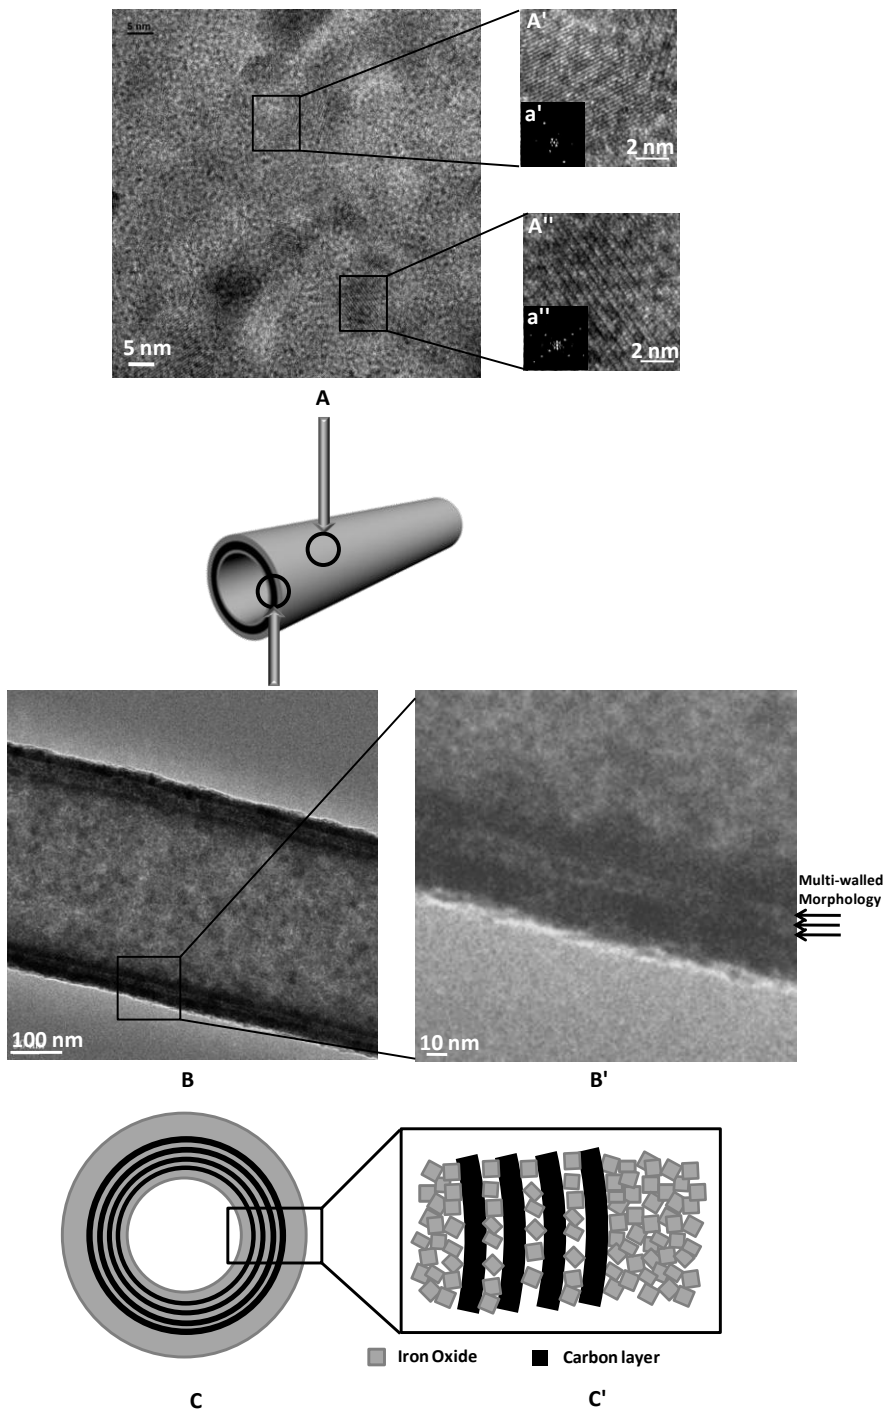 5 nm
A'
a'
2 nm
A''
a''
2 nm
5 nm
A
Multi-walled
Morphology
100 nm
10 nm
B
B'
Iron Oxide
Carbon layer
C
C'